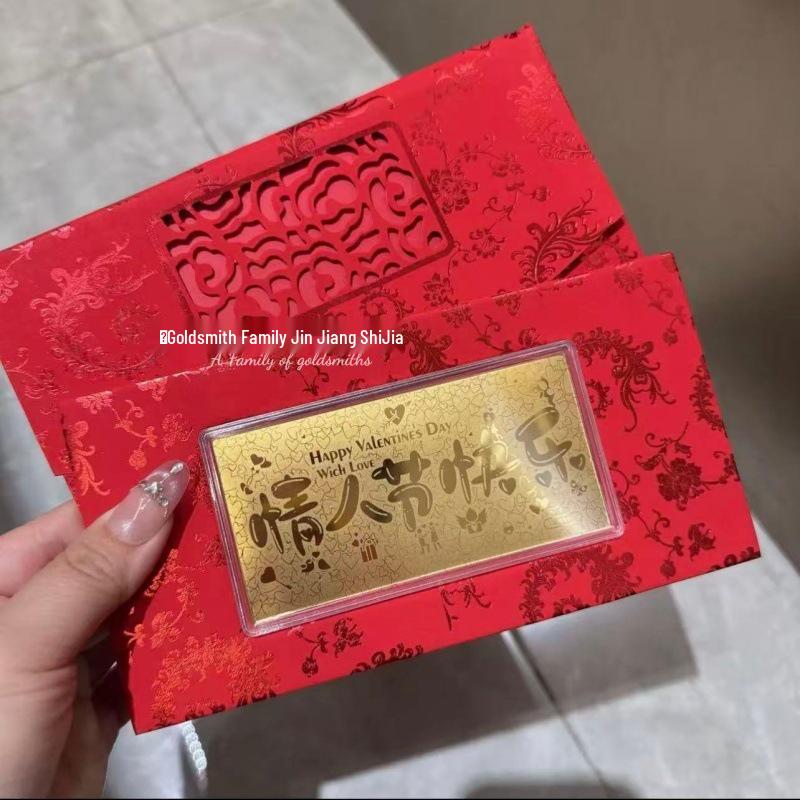 Goldsmith Family Jin Jiang ShiJia
A Family of goldsmiths
Happy Valentine's Day
Wich Love
情人节快乐